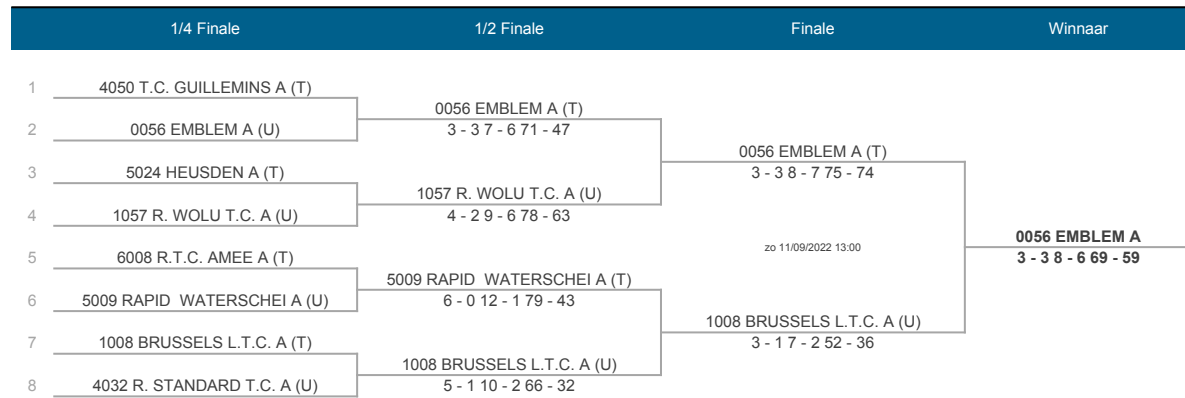 1/4 Finale 1/2 Finale Finale Winnaar
1 4050 T.C. GUILLEMINS A (T)
0056 EMBLEM A (T)
2 0056 EMBLEM A (U)
3 - 3 7 - 6 71 - 47
0056 EMBLEM A (T)
3 5024 HEUSDEN A (T)
3 - 3 8 - 7 75 - 74
1057 R. WOLU T.C. A (U)
4 1057 R. WOLU T.C. A (U)
4 - 2 9 - 6 78 - 63
0056 EMBLEM A
zo 11/09/2022 13:00
5 6008 R.T.C. AMEE A (T)
3 - 3 8 - 6 69 - 59
5009 RAPID WATERSCHEI A (T)
6 5009 RAPID WATERSCHEI A (U)
6 - 0 12 - 1 79 - 43
1008 BRUSSELS L.T.C. A (U)
7 1008 BRUSSELS L.T.C. A (T)
3 - 1 7 - 2 52 - 36
1008 BRUSSELS L.T.C. A (U)
8 4032 R. STANDARD T.C. A (U)
5 - 1 10 - 2 66 - 32